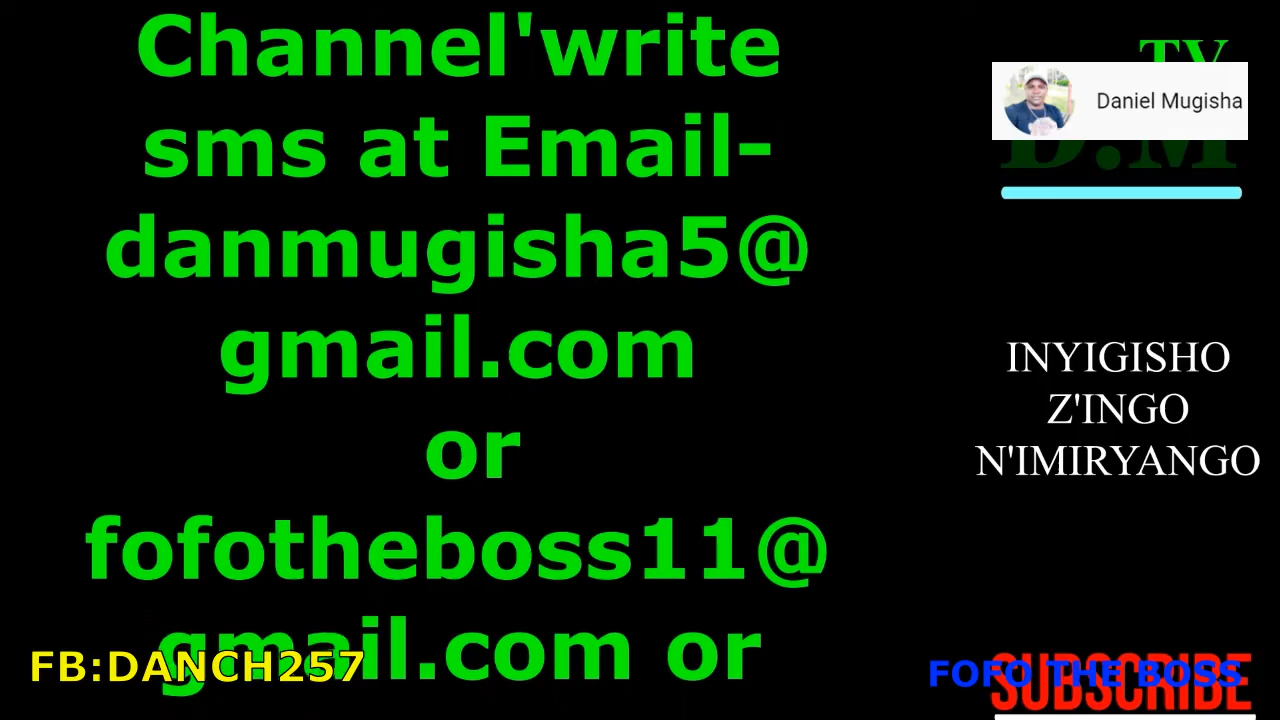 Channel'write
sms at Email-
danmugisha5@
gmail.com
or
fofotheboss11@
gmail.com or
FB:DANCH257
TV
Daniel Mugisha
D.M
INYIGISHO
Z'INGO
N'IMIRYANGO
FOFO THE BOSS
SUBSCRIBE